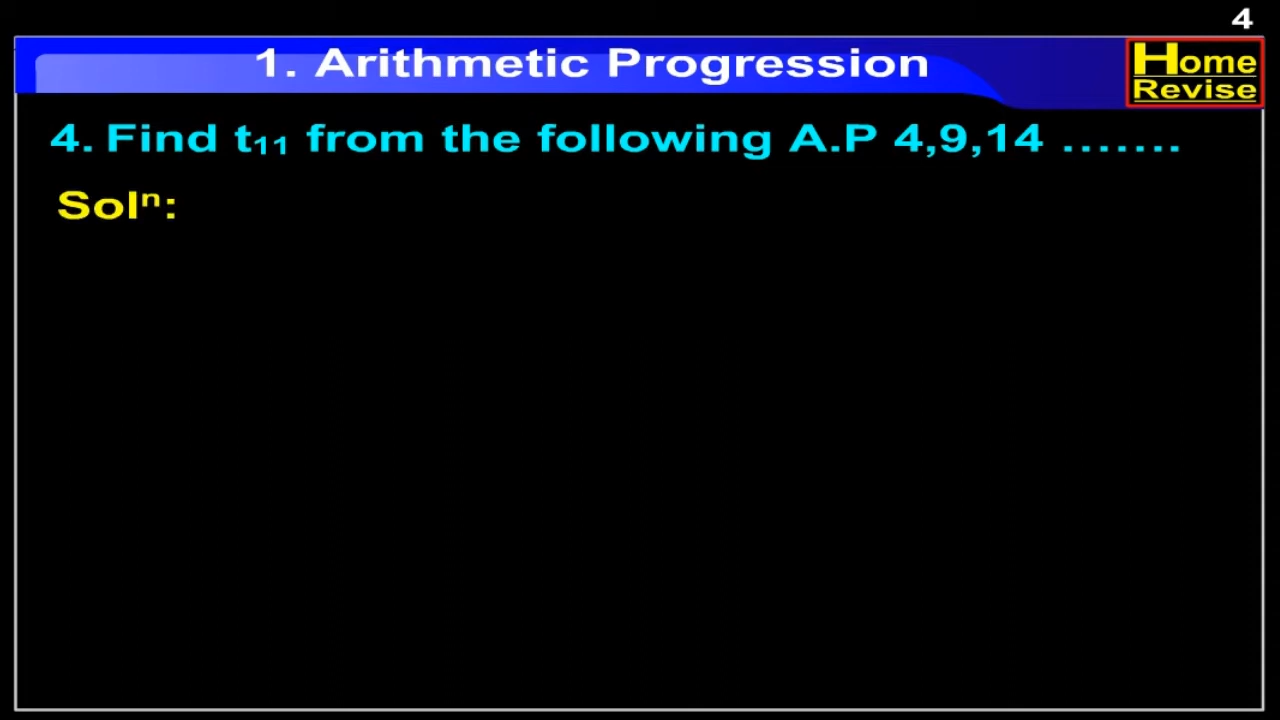 4
1. Arithmetic Progression
Home
Revise
4. Find t₁₁ from the following A.P 4,9,14 .......
Solⁿ: